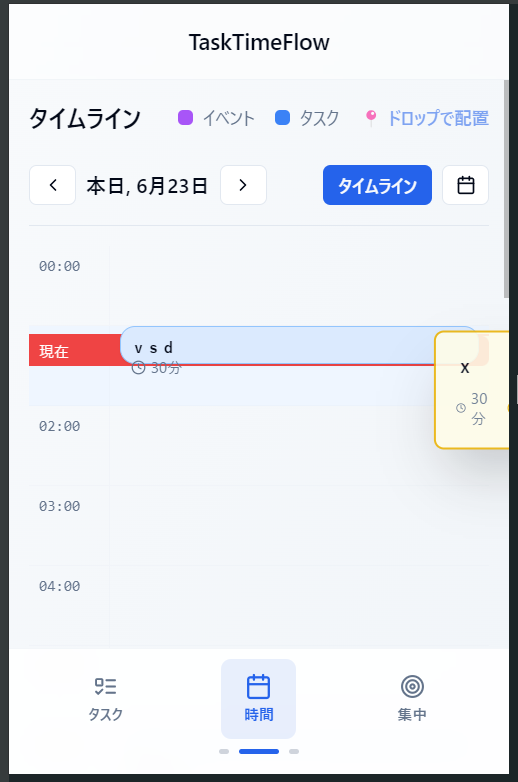 TaskTimeFlow
タイムライン イベント タスク ドロップで配置
本日, 6月23日 タイムライン
00:00
現在
v s d
30分
x
30
分
02:00
03:00
04:00
タスク 時間 集中